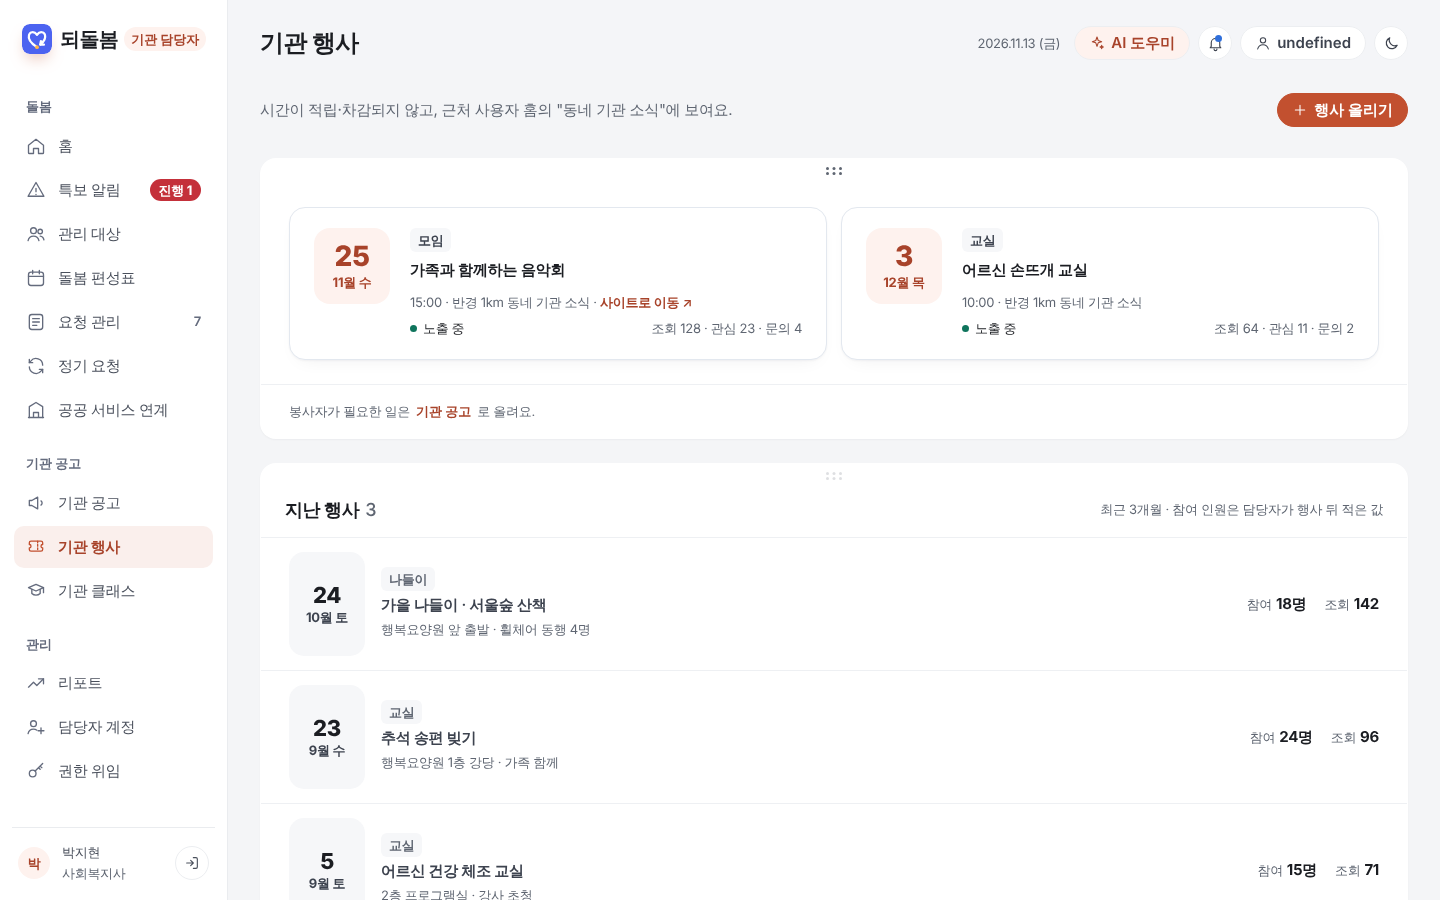 되돌봄 기관 담당자
돌봄
홈
특보 알림 진행 1
관리 대상
돌봄 편성표
요청 관리 7
정기 요청
공공 서비스 연계
기관 공고
기관 공고
기관 행사
기관 클래스
관리
리포트
담당자 계정
권한 위임
박 박지현
사회복지사
기관 행사
2026.11.13 (금) AI 도우미 undefined
시간이 적립·차감되지 않고, 근처 사용자 홈의 "동네 기관 소식"에 보여요.
+ 행사 올리기
25
11월 수
모임
가족과 함께하는 음악회
15:00 · 반경 1km 동네 기관 소식 · 사이트로 이동 ↗
노출 중 조회 128 · 관심 23 · 문의 4
3
12월 목
교실
어르신 손뜨개 교실
10:00 · 반경 1km 동네 기관 소식
노출 중 조회 64 · 관심 11 · 문의 2
봉사자가 필요한 일은 기관 공고 로 올려요.
지난 행사 3
최근 3개월 · 참여 인원은 담당자가 행사 뒤 적은 값
24
10월 토
나들이
가을 나들이 · 서울숲 산책
행복요양원 앞 출발 · 휠체어 동행 4명
참여 18명 조회 142
23
9월 수
교실
추석 송편 빚기
행복요양원 1층 강당 · 가족 함께
참여 24명 조회 96
5
9월 토
교실
어르신 건강 체조 교실
2층 프로그램실 · 강사 초청
참여 15명 조회 71